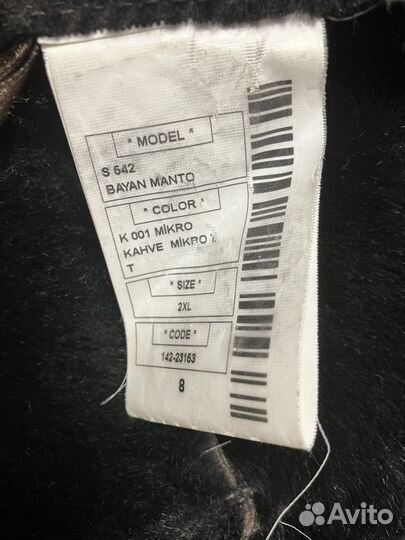 * MODEL *
S 542
BAYAN MANTO
* COLOR *
K 001 MİKRO
KAHVE MİKRO
T
* SIZE *
2XL
* CODE *
142-23163
8
Avito